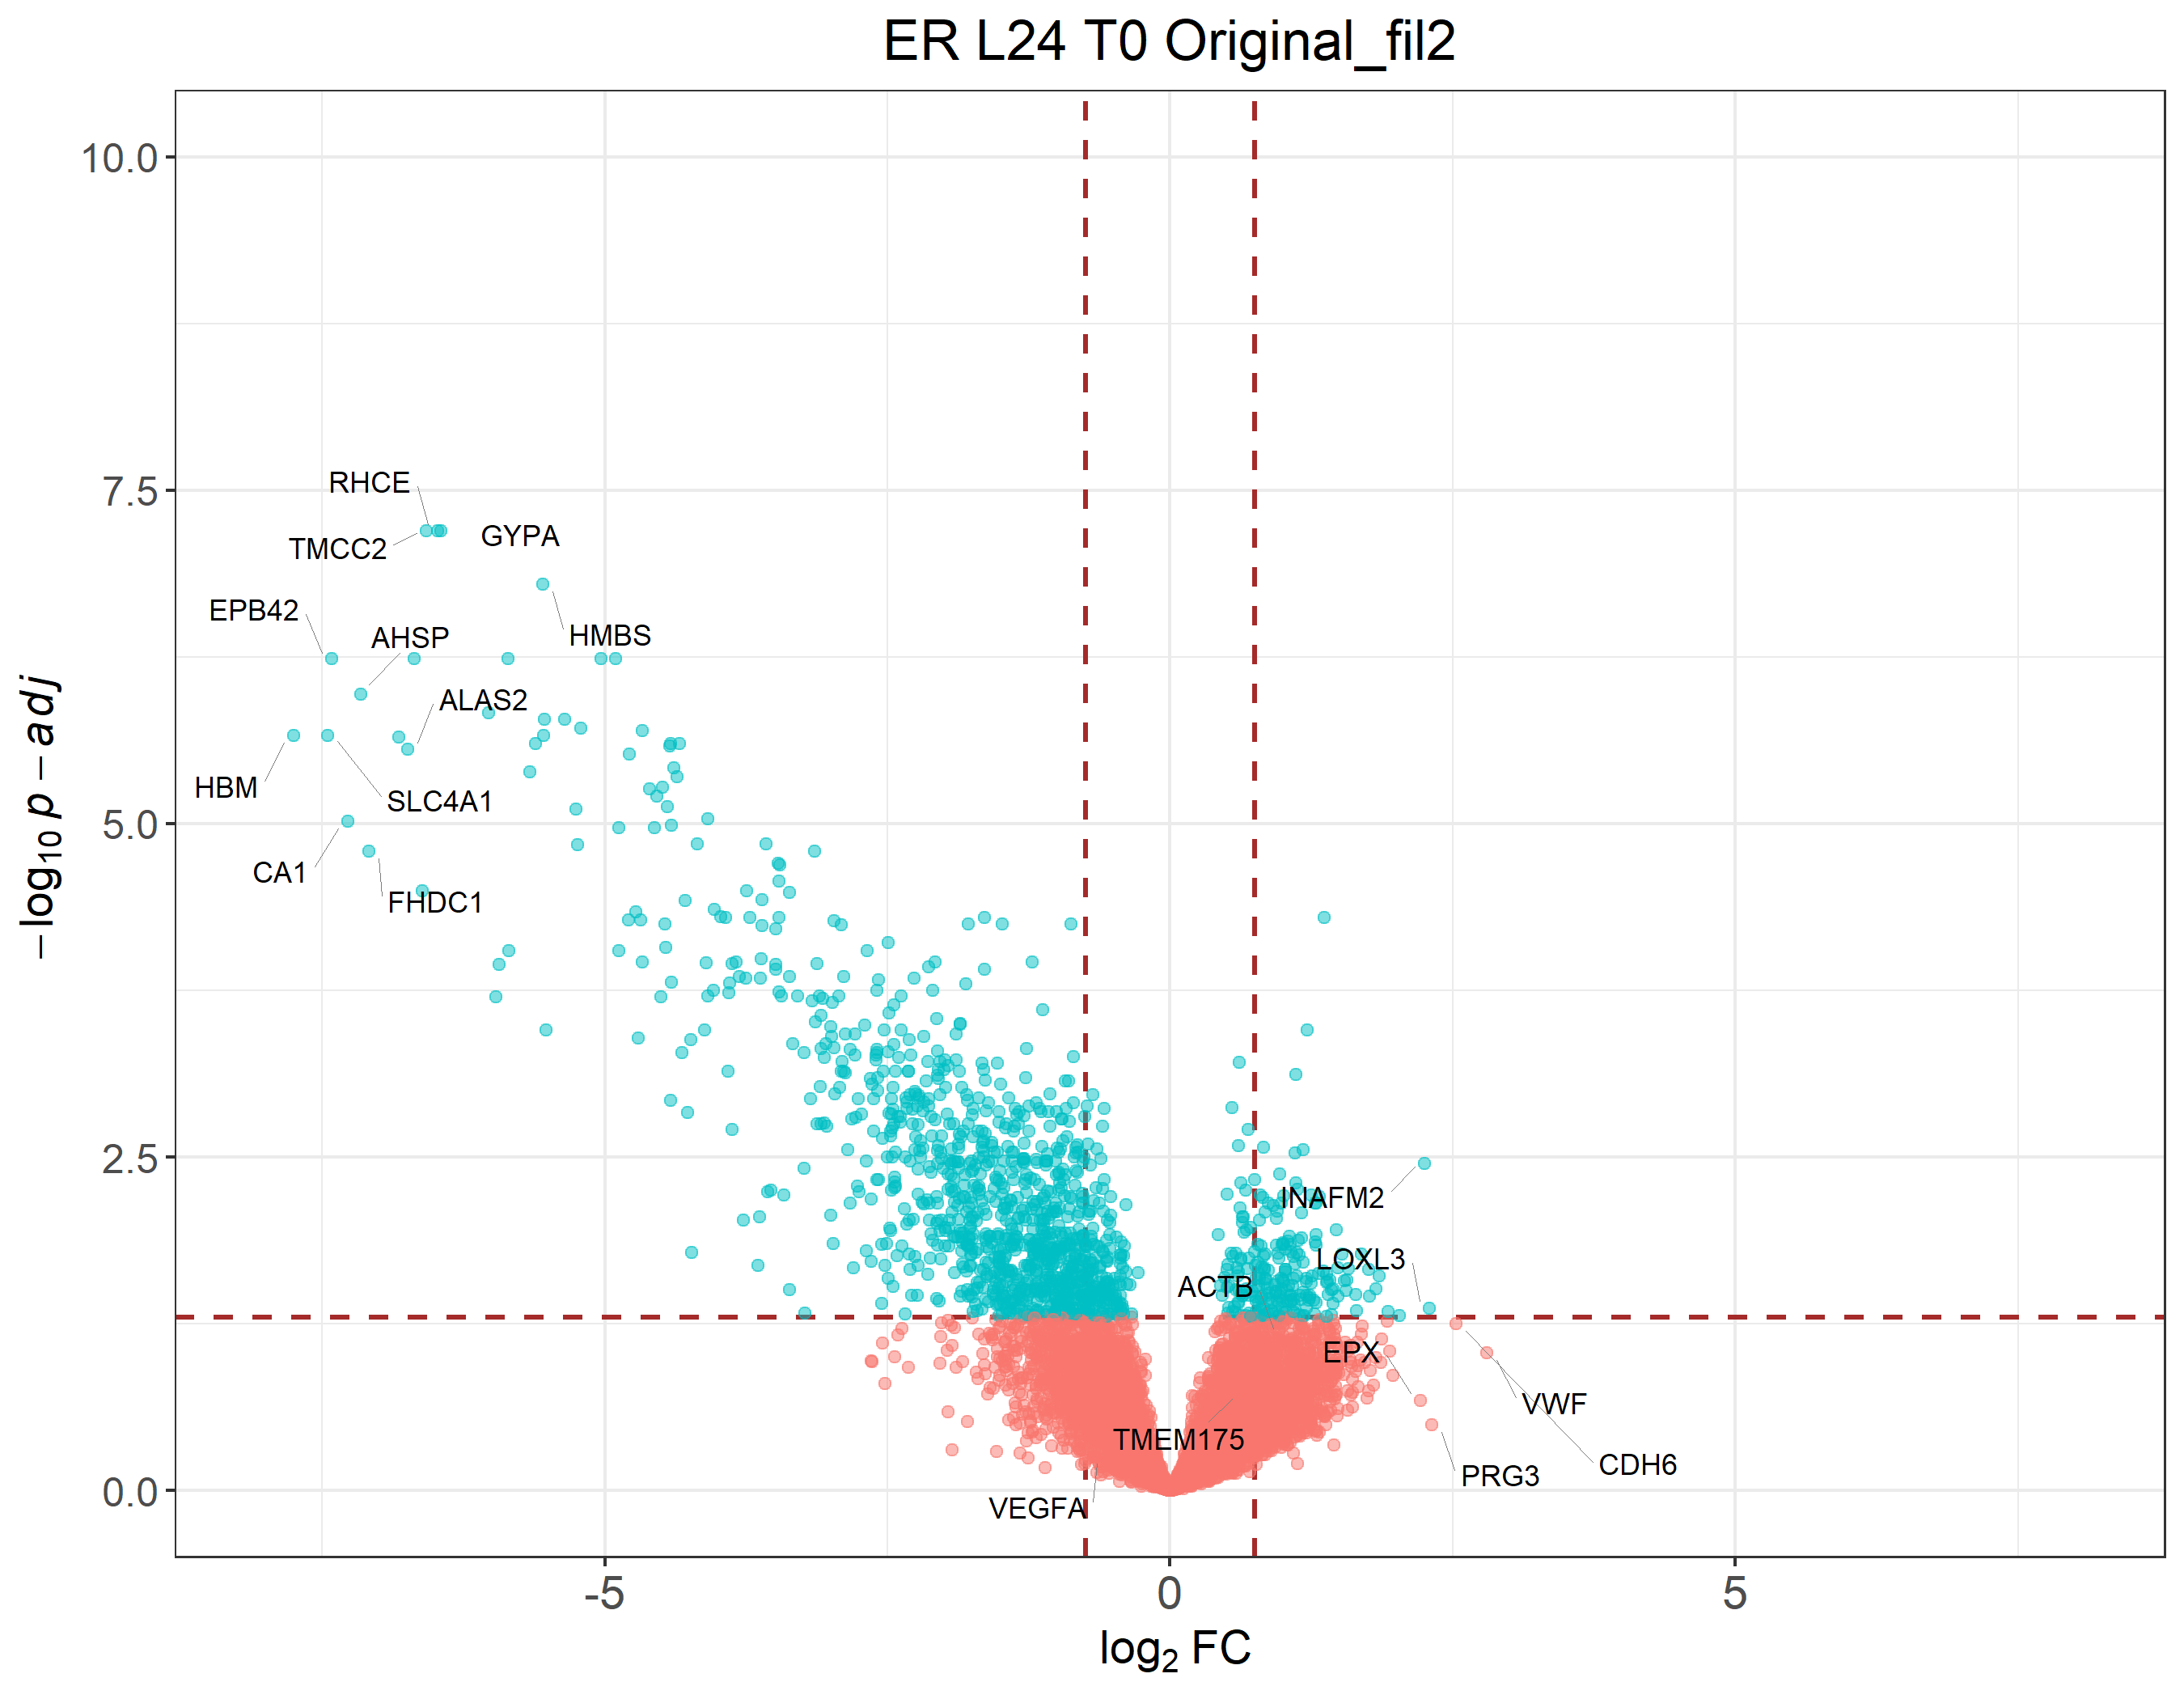 ER L24 T0 Original_fil2
10.0
7.5
5.0
2.5
0.0
−log10 p − adj
RHCE
GYPA
TMCC2
EPB42
AHSP
HMBS
ALAS2
HBM
SLC4A1
CA1
FHDC1
INAFM2
LOXL3
ACTB
EPX
VWF
TMEM175
CDH6
PRG3
VEGFA
-5
0
5
log2 FC